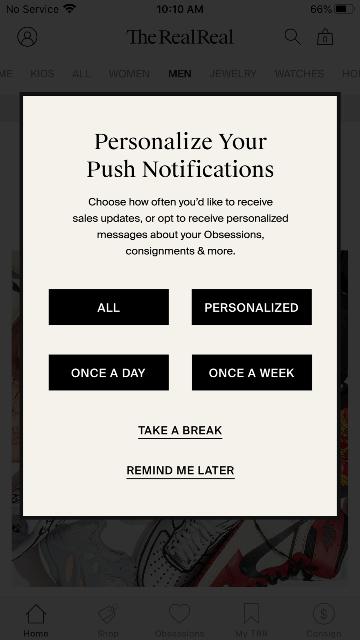 No Service 10:10 AM 66%
The RealReal
0
ME KIDS ALL WOMEN MEN JEWELRY WATCHES HO
Personalize Your
Push Notifications
Choose how often you'd like to receive
sales updates, or opt to receive personalized
messages about your Obsessions,
consignments & more.
ALL PERSONALIZED
ONCE A DAY ONCE A WEEK
TAKE A BREAK
REMIND ME LATER
Home Shop Obsessions My TRR Consign